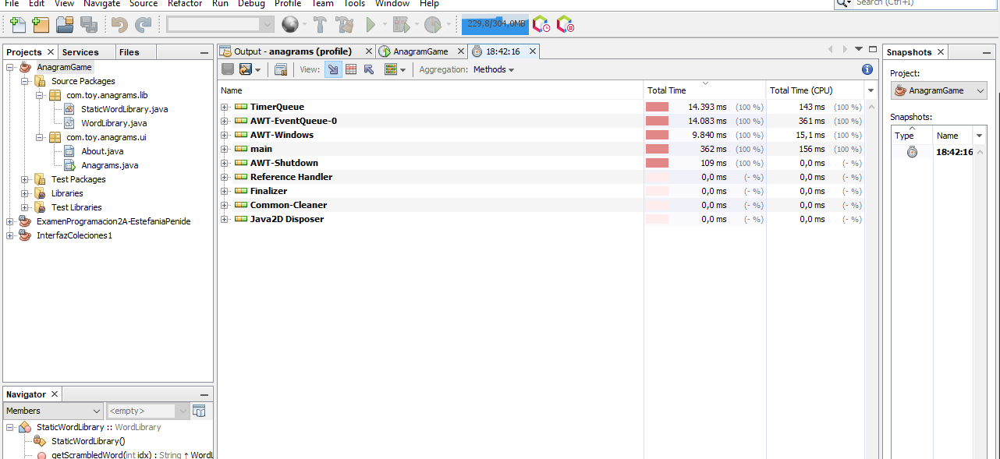 File Edit View Navigate Source Refactor Run Debug Profile Team Tools Window Help
Search (Ctrl+I)
229,8/304,0MB
Projects Services Files
AnagramGame
Source Packages
com.toy.anagrams.lib
StaticWordLibrary.java
WordLibrary.java
com.toy.anagrams.ui
About.java
Anagrams.java
Test Packages
Libraries
Test Libraries
ExamenProgramacion2A-EstefaniaPenide
InterfazColeciones1
Navigator
Members <empty>
StaticWordLibrary :: WordLibrary
StaticWordLibrary()
getScrambledWord(int idx) : String ↑ WordL
Output - anagrams (profile) AnagramGame 18:42:16
View: Aggregation: Methods
Name Total Time Total Time (CPU)
TimerQueue 14.393 ms (100 %) 143 ms (100 %)
AWT-EventQueue-0 14.083 ms (100 %) 361 ms (100 %)
AWT-Windows 9.840 ms (100 %) 15,1 ms (100 %)
main 362 ms (100 %) 156 ms (100 %)
AWT-Shutdown 109 ms (100 %) 0,0 ms (- %)
Reference Handler 0,0 ms (- %) 0,0 ms (- %)
Finalizer 0,0 ms (- %) 0,0 ms (- %)
Common-Cleaner 0,0 ms (- %) 0,0 ms (- %)
Java2D Disposer 0,0 ms (- %) 0,0 ms (- %)
Snapshots
Project:
AnagramGame
Snapshots:
Type Name
18:42:16